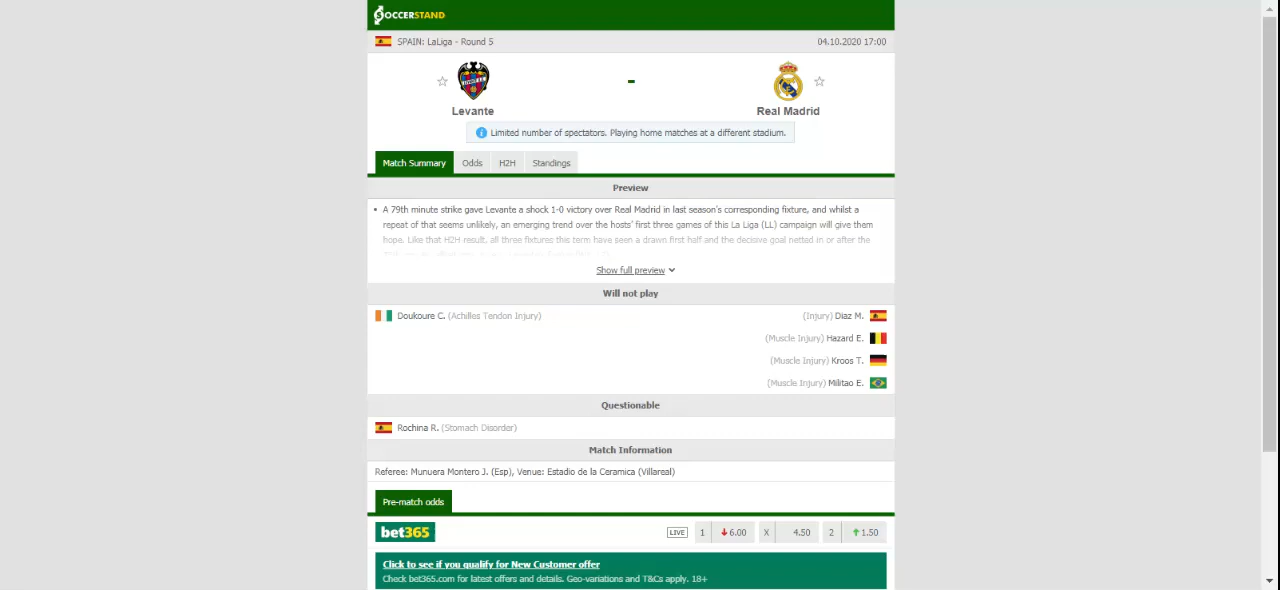 SOCCERSTAND
SPAIN: LaLiga - Round 5 04.10.2020 17:00
-
Levante Real Madrid
Limited number of spectators. Playing home matches at a different stadium.
Match Summary Odds H2H Standings
Preview
A 79th minute strike gave Levante a shock 1-0 victory over Real Madrid in last season's corresponding fixture, and whilst a
repeat of that seems unlikely, an emerging trend over the hosts' first three games of this La Liga (LL) campaign will give them
hope. Like that H2H result, all three fixtures this term have seen a drawn first half and the decisive goal netted in or after the
Show full preview
Will not play
Doukoure C. (Achilles Tendon Injury) (Injury) Diaz M.
(Muscle Injury) Hazard E.
(Muscle Injury) Kroos T.
(Muscle Injury) Militao E.
Questionable
Rochina R. (Stomach Disorder)
Match Information
Referee: Munuera Montero J. (Esp), Venue: Estadio de la Ceramica (Villareal)
Pre-match odds
bet365 LIVE 1 6.00 X 4.50 2 1.50
Click to see if you qualify for New Customer offer
Check bet365.com for latest offers and details. Geo-variations and T&Cs apply. 18+